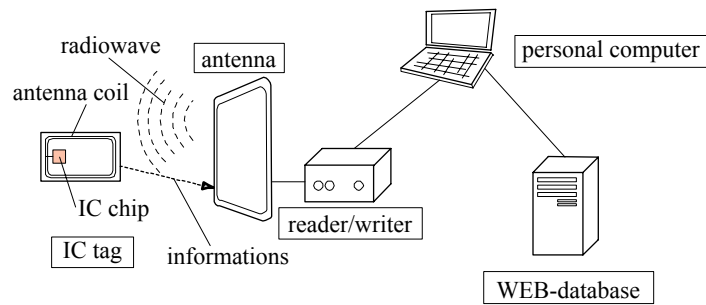 radiowave
antenna
personal computer
antenna coil
IC chip
reader/writer
IC tag
informations
WEB-database